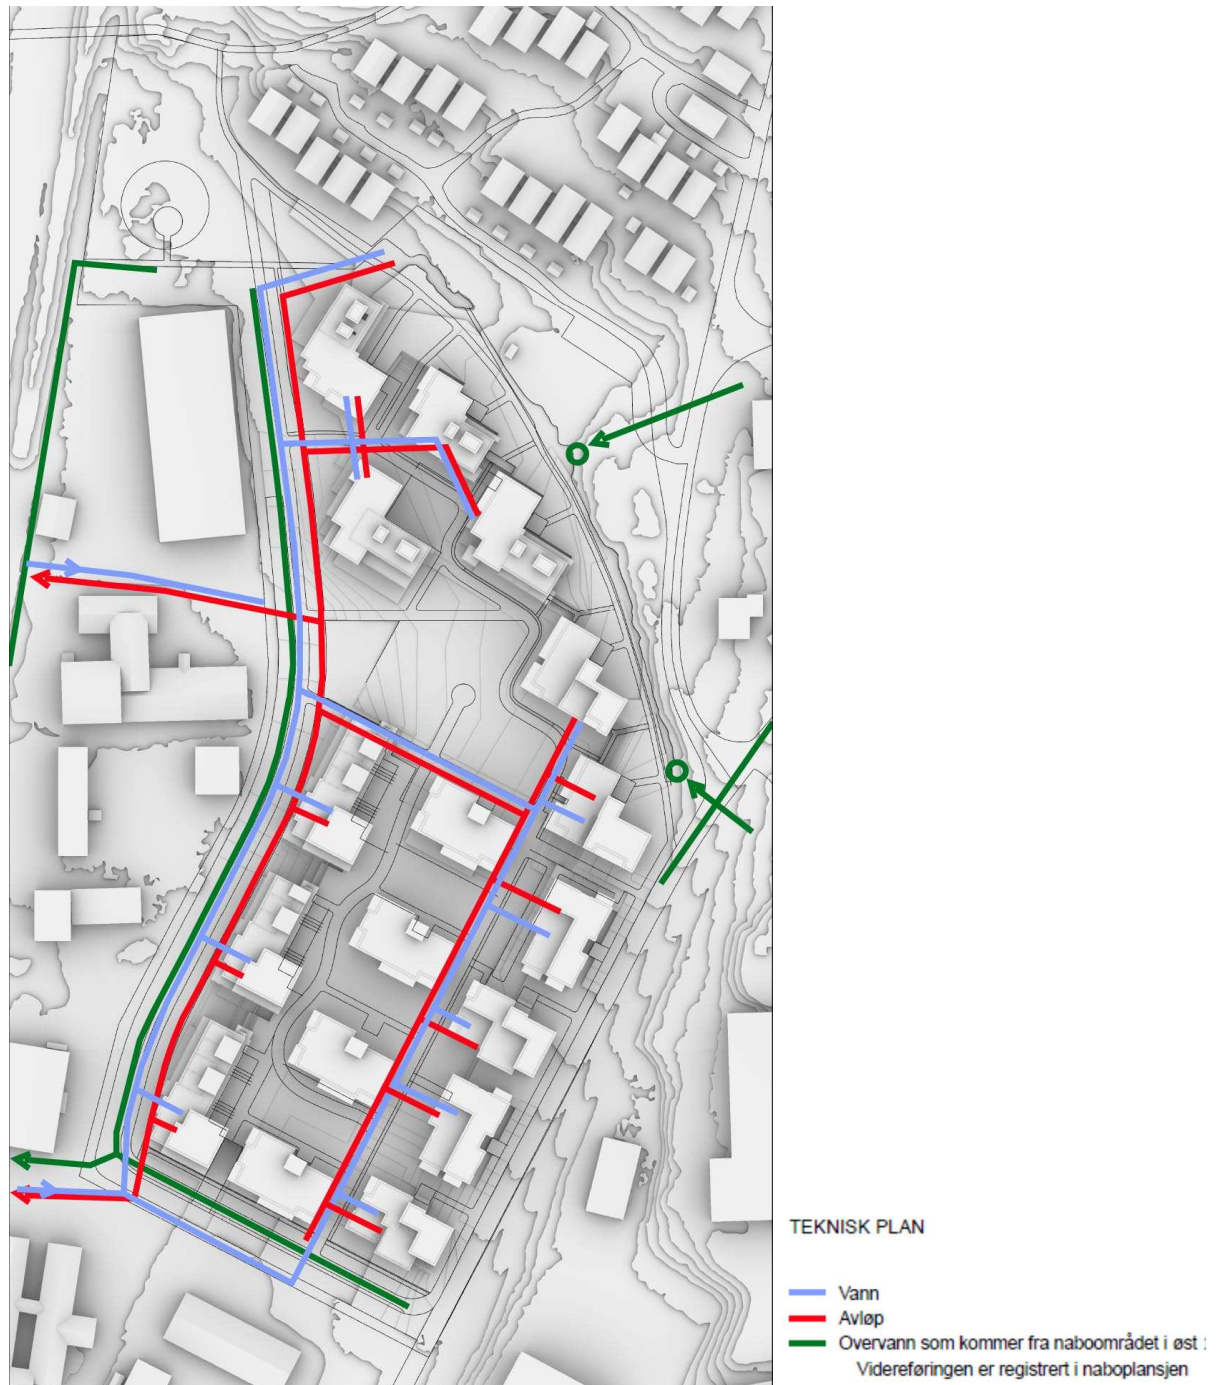 TEKNISK PLAN
Vann
Avløp
Overvann som kommer fra naboområdet i øst :
Videreføringen er registrert i naboplansjen